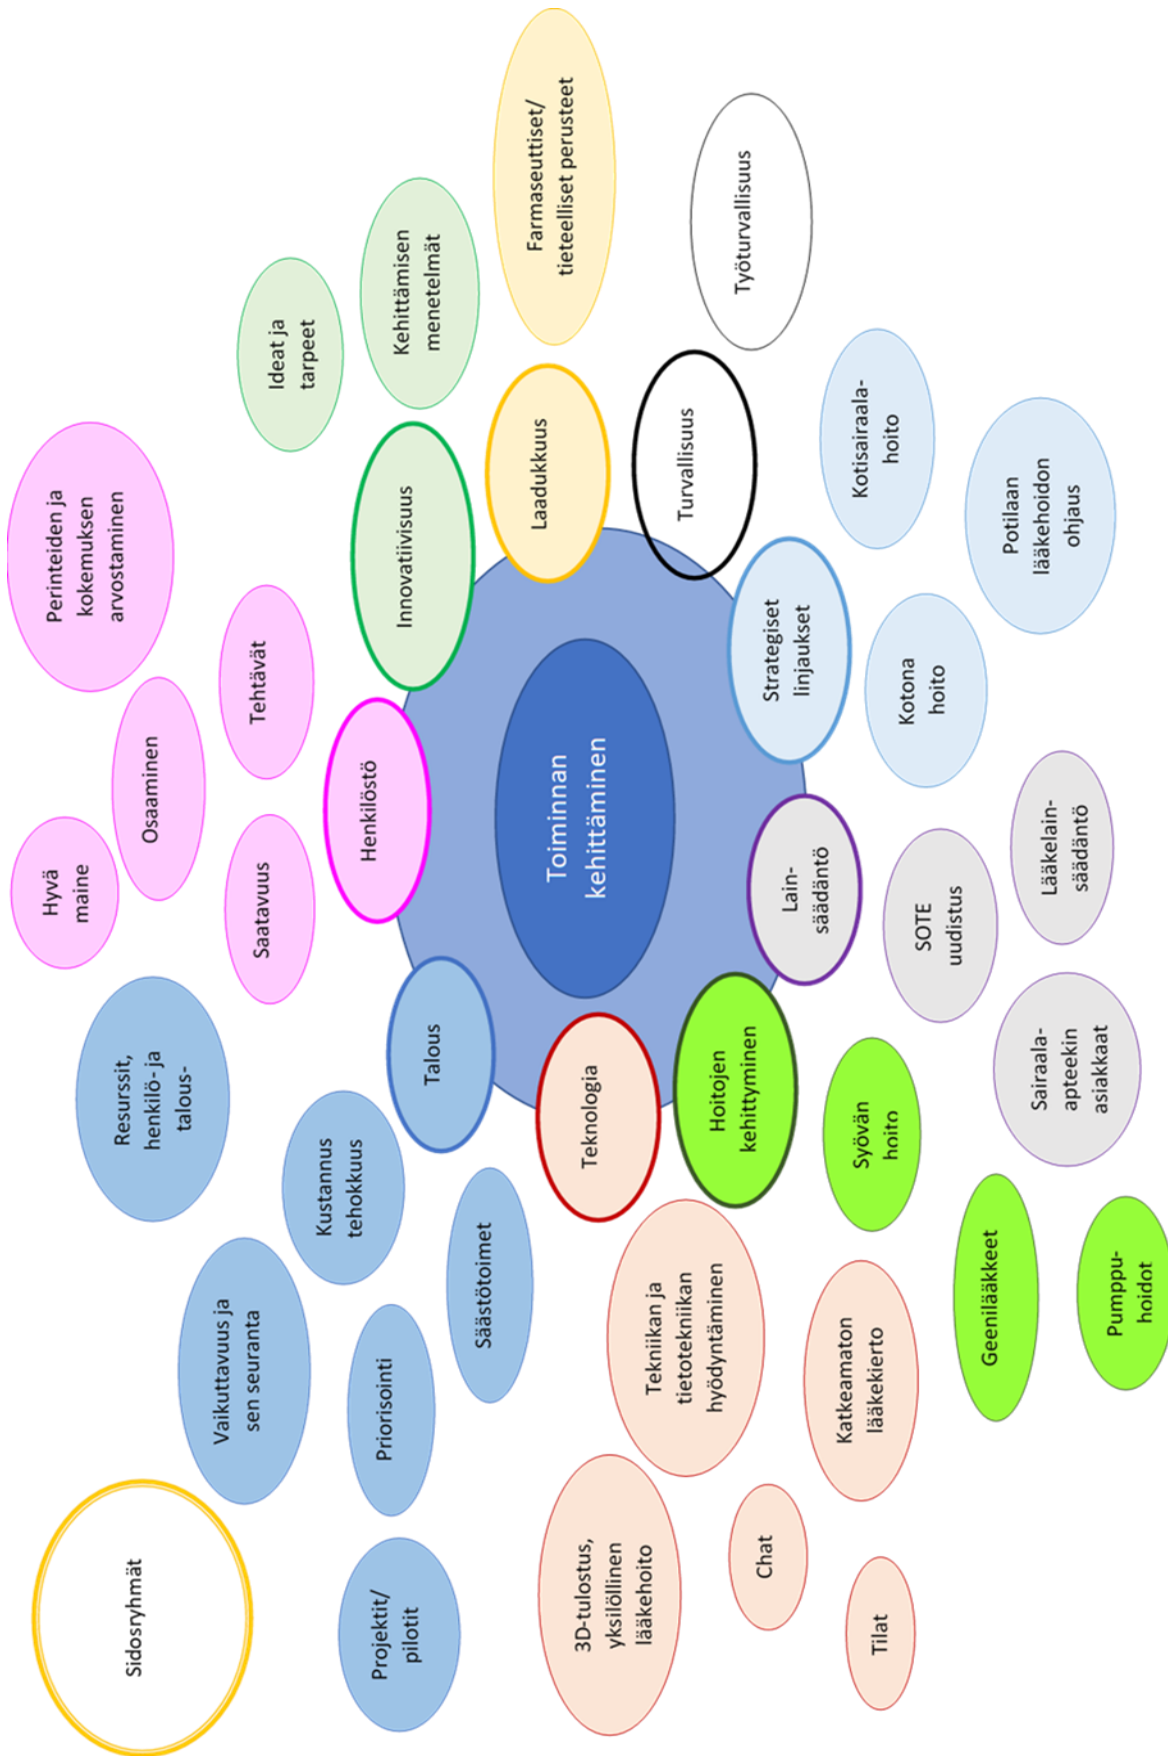 Sidosryhmät
Hyvä
maine
Perinteiden ja
kokemuksen
arvostaminen
Resurssit,
henkilö- ja
talous-
Osaaminen
Vaikuttavuus ja
sen seuranta
Saatavuus
Tehtävät
Ideat ja
tarpeet
Kustannus
tehokkuus
Henkilöstö
Projektit/
pilotit
Priorisointi
Talous
Innovatiivisuus
Kehittämisen
menetelmät
Säästötoimet
Laadukkuus
Farmaseuttiset/
tieteelliset perusteet
Toiminnan
kehittäminen
3D-tulostus,
yksilöllinen
lääkehoito
Teknologia
Tekniikan ja
tietotekniikan
hyödyntäminen
Turvallisuus
Työturvallisuus
Hoitojen
kehittyminen
Chat
Strategiset
linjaukset
Lain-
säädäntö
Katkeamaton
lääkekierto
Syövän
hoito
Kotisairaala-
hoito
Tilat
SOTE
uudistus
Kotona
hoito
Geenilääkkeet
Sairaala-
apteekin
asiakkaat
Lääkelain-
säädäntö
Potilaan
lääkehoidon
ohjaus
Pumppu-
hoidot